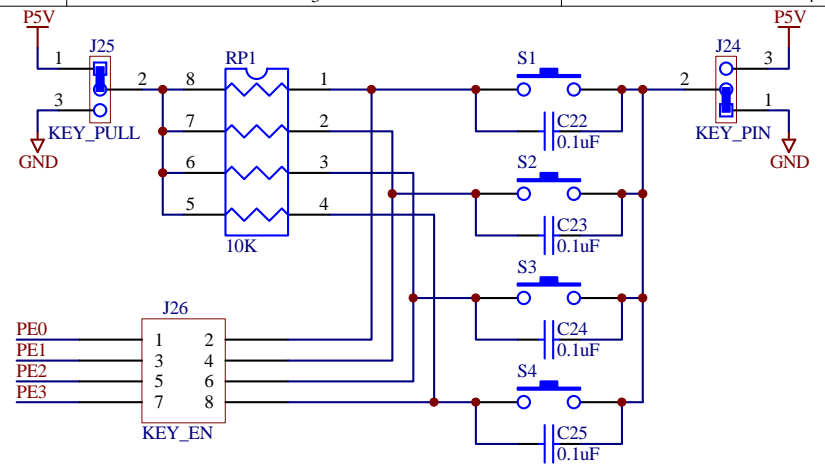 P5V
P5V
J25
RP1
S1
J24
1
2
8
1
2
3
3
7
2
C22
1
KEY_PULL
0.1uF
KEY_PIN
GND
6
3
S2
GND
5
4
C23
10K
0.1uF
S3
J26
PE0
1
2
C24
PE1
3
4
0.1uF
PE2
5
6
S4
PE3
7
8
KEY_EN
C25
0.1uF